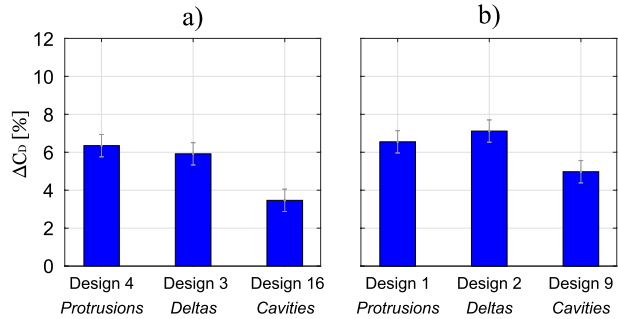 a)
b)
ΔC_D [%]
12
10
8
6
4
2
0
Design 4
Design 3
Design 16
Design 1
Design 2
Design 9
Protrusions
Deltas
Cavities
Protrusions
Deltas
Cavities